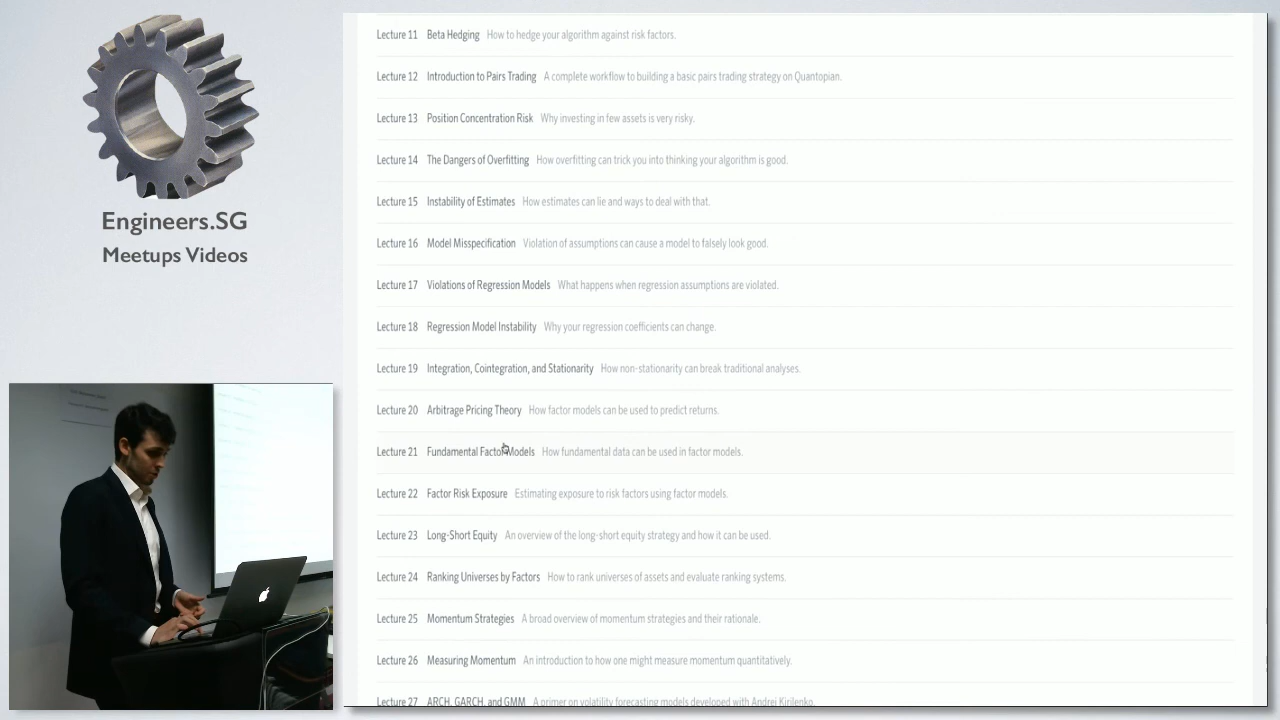 Engineers.SG
Meetups Videos
Lecture 11 Beta Hedging How to hedge your algorithm against risk factors.
Lecture 12 Introduction to Pairs Trading A complete workflow to building a basic pairs trading strategy on Quantopian.
Lecture 13 Position Concentration Risk Why investing in few assets is very risky.
Lecture 14 The Dangers of Overfitting How overfitting can trick you into thinking your algorithm is good.
Lecture 15 Instability of Estimates How estimates can lie and ways to deal with that.
Lecture 16 Model Misspecification Violation of assumptions can cause a model to falsely look good.
Lecture 17 Violations of Regression Models What happens when regression assumptions are violated.
Lecture 18 Regression Model Instability Why your regression coefficients can change.
Lecture 19 Integration, Cointegration, and Stationarity How non-stationarity can break traditional analyses.
Lecture 20 Arbitrage Pricing Theory How factor models can be used to predict returns.
Lecture 21 Fundamental Factor Models How fundamental data can be used in factor models.
Lecture 22 Factor Risk Exposure Estimating exposure to risk factors using factor models.
Lecture 23 Long-Short Equity An overview of the long-short equity strategy and how it can be used.
Lecture 24 Ranking Universes by Factors How to rank universes of assets and evaluate ranking systems.
Lecture 25 Momentum Strategies A broad overview of momentum strategies and their rationale.
Lecture 26 Measuring Momentum An introduction to how one might measure momentum quantitatively.
Lecture 27 ARCH, GARCH, and GMM A primer on volatility forecasting models developed with Andrei Kirilenko.